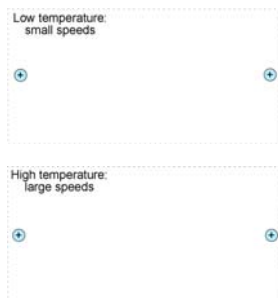 Low temperature:
small speeds
+ +
High temperature:
large speeds
+ +